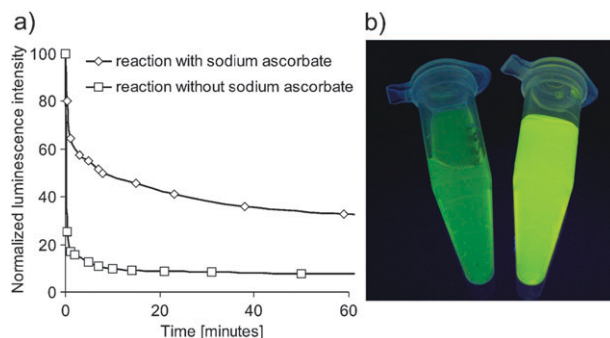 a)
Normalized luminescence intensity
100
80
60
40
20
0
reaction with sodium ascorbate
reaction without sodium ascorbate
0
20
40
60
Time [minutes]
b)